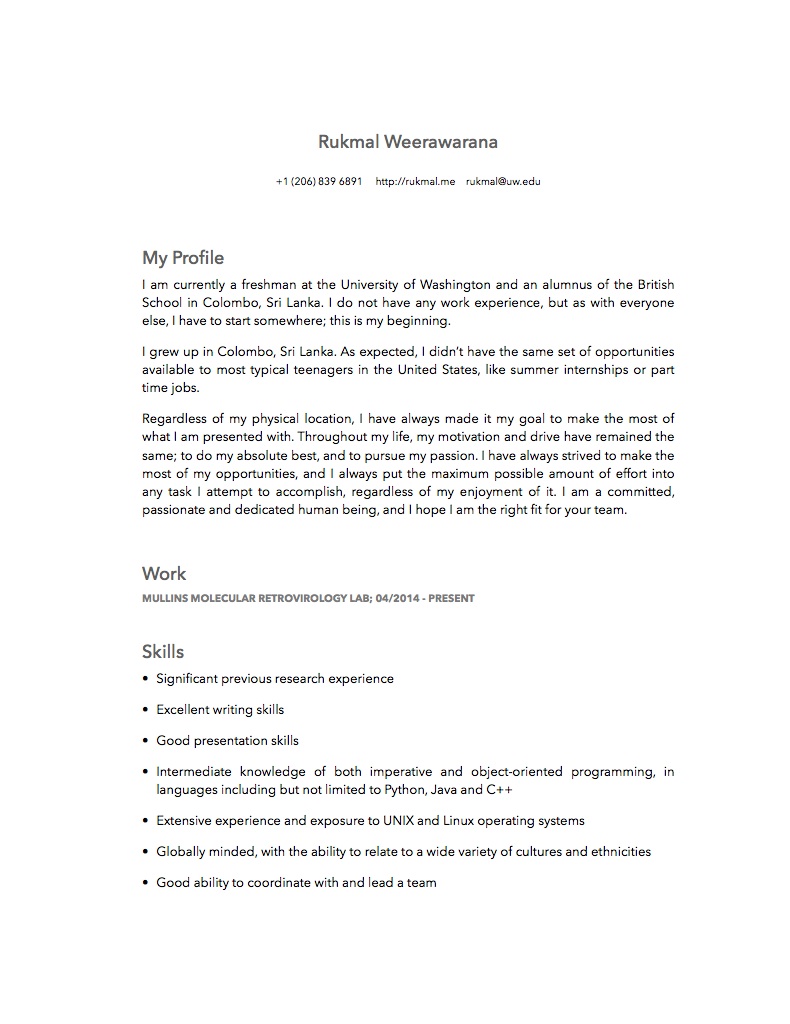 Rukmal Weerawarana
+1 (206) 839 6891 http://rukmal.me rukmal@uw.edu
My Profile
I am currently a freshman at the University of Washington and an alumnus of the British
School in Colombo, Sri Lanka. I do not have any work experience, but as with everyone
else, I have to start somewhere; this is my beginning.
I grew up in Colombo, Sri Lanka. As expected, I didn’t have the same set of opportunities
available to most typical teenagers in the United States, like summer internships or part
time jobs.
Regardless of my physical location, I have always made it my goal to make the most of
what I am presented with. Throughout my life, my motivation and drive have remained the
same; to do my absolute best, and to pursue my passion. I have always strived to make the
most of my opportunities, and I always put the maximum possible amount of effort into
any task I attempt to accomplish, regardless of my enjoyment of it. I am a committed,
passionate and dedicated human being, and I hope I am the right fit for your team.
Work
MULLINS MOLECULAR RETROVIROLOGY LAB; 04/2014 - PRESENT
Skills
• Significant previous research experience
• Excellent writing skills
• Good presentation skills
• Intermediate knowledge of both imperative and object-oriented programming, in
languages including but not limited to Python, Java and C++
• Extensive experience and exposure to UNIX and Linux operating systems
• Globally minded, with the ability to relate to a wide variety of cultures and ethnicities
• Good ability to coordinate with and lead a team